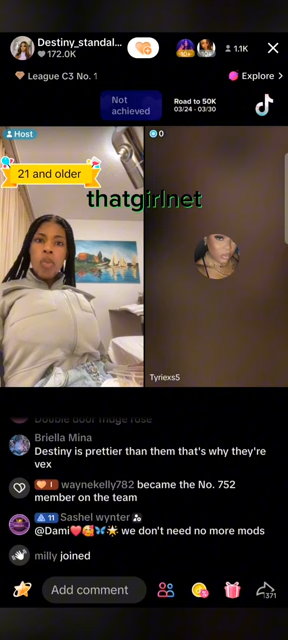 Destiny_standal...
172.0K
1.1K
League C3 No. 1
Explore >
Not achieved
Road to 50K
03/24 - 03/30
TikTok
Host
0
21 and older
thatgirlnet
Tyriexs5
Double door fridge rose
Briella Mina
Destiny is prettier than them that's why they're
vex
I waynekelly782 became the No. 752
member on the team
11 Sashel wynter
@Dami❤️🥰🦋🌟 we don't need no more mods
milly joined
Add comment
1371